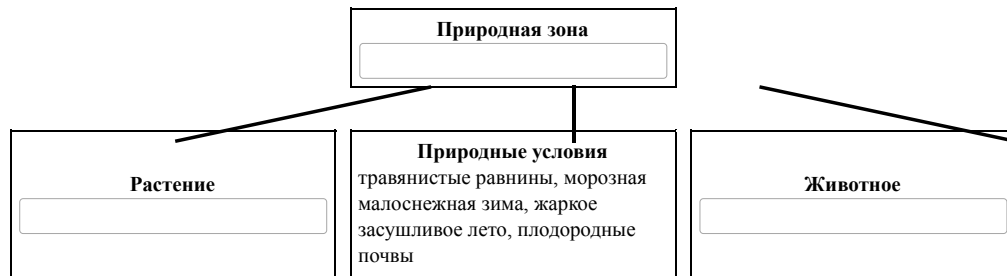 Природная зона
Растение
Природные условия
травянистые равнины, морозная
малоснежная зима, жаркое
засушливое лето, плодородные
почвы
Животное